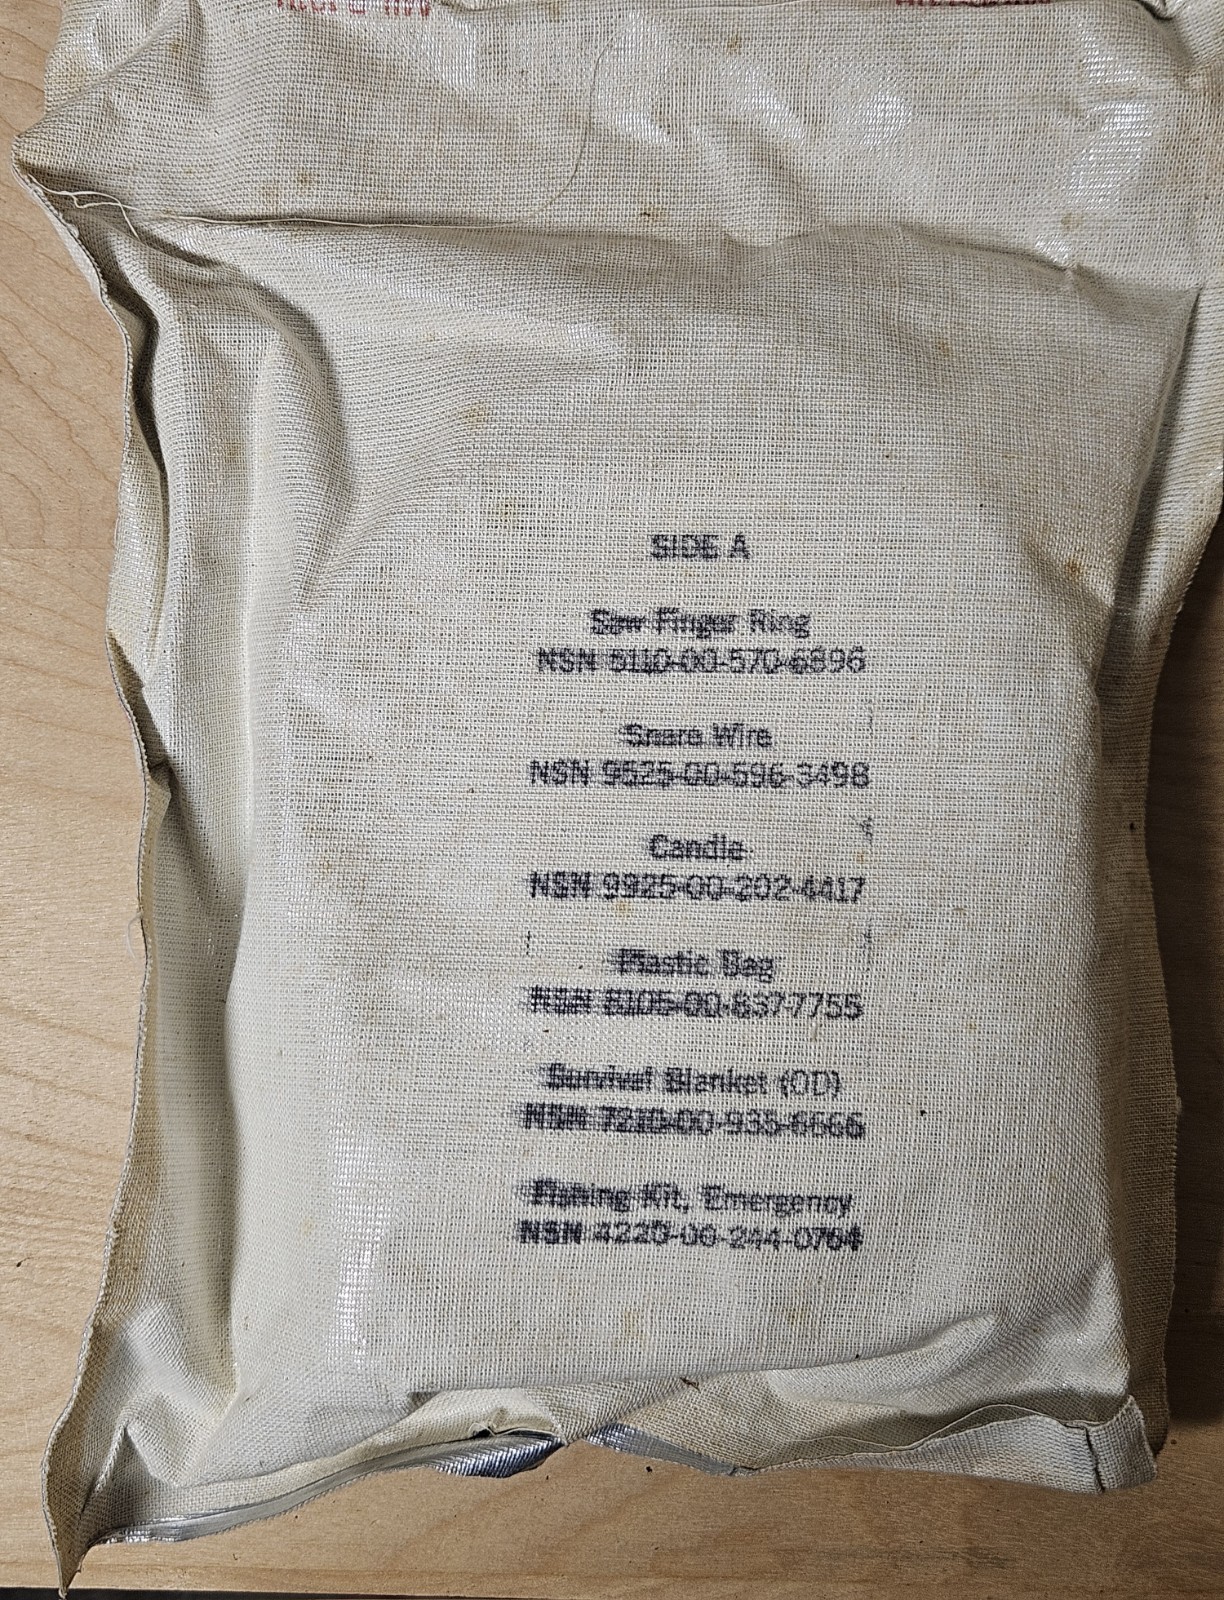 SIDE A
Saw Finger Ring
NSN 5110-00-570-6896
Snare Wire
NSN 9525-00-596-3498
Candle
NSN 9925-00-202-4417
Plastic Bag
NSN 8105-00-837-7755
Survival Blanket (OD)
NSN 7210-00-935-6666
Fishing Kit, Emergency
NSN 4220-00-244-0764